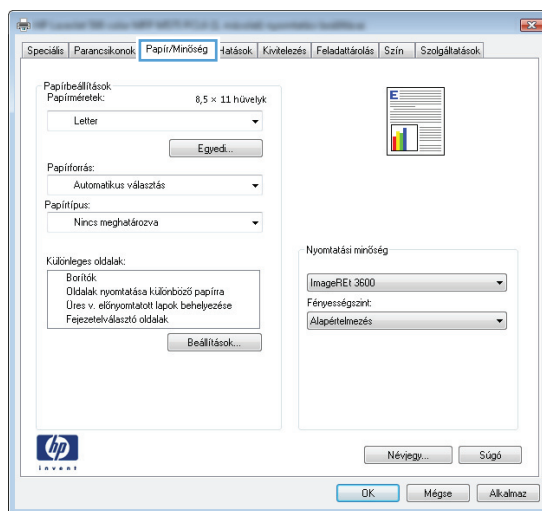 Speciális Parancsikonok Papír/Minőség Hatások Kivitelezés Feladattárolás Szín Szolgáltatások
Papírbeállítások
Papírméretek: 8,5 × 11 hüvelyk
Letter
Egyedi...
Papírforrás:
Automatikus választás
Papírtípus:
Nincs meghatározva
Különleges oldalak:
Borítók
Oldalak nyomtatása különböző papírra
Üres v. előnyomtatott lapok behelyezése
Fejezetelválasztó oldalak
Beállítások...
E
Nyomtatási minőség
ImageREt 3600
Fényességszint:
Alapértelmezés
hp
invent
Névjegy... Súgó
OK Mégse Alkalmaz